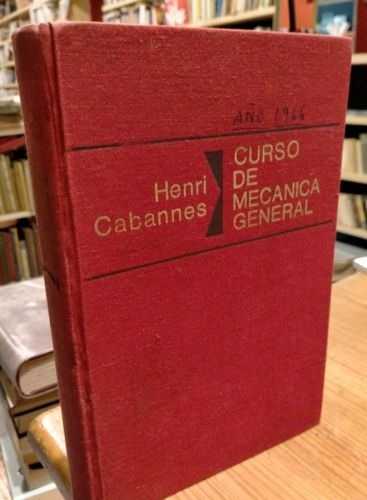 AÑO 1966
Henri
Cabannes
CURSO
DE
MECANICA
GENERAL